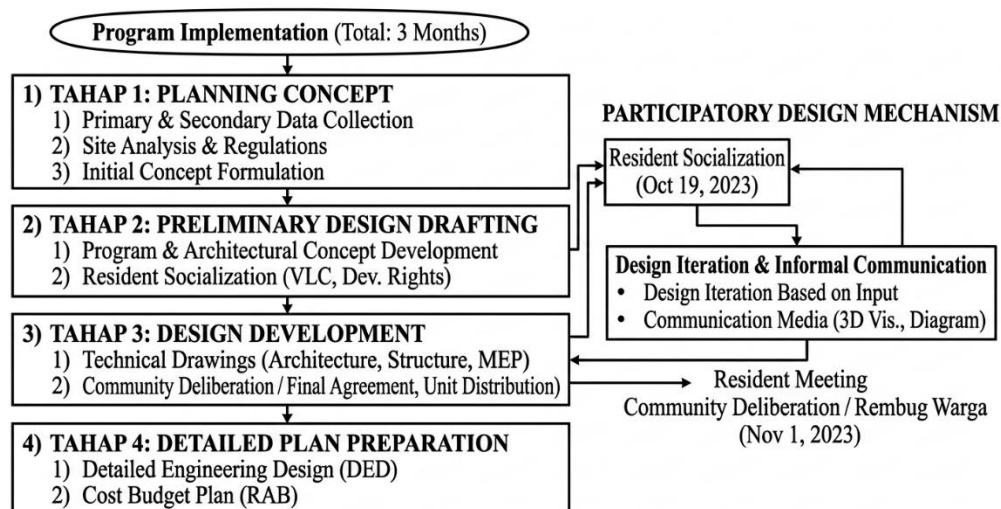 Program Implementation (Total: 3 Months)
1) TAHAP 1: PLANNING CONCEPT
1) Primary & Secondary Data Collection
2) Site Analysis & Regulations
3) Initial Concept Formulation
2) TAHAP 2: PRELIMINARY DESIGN DRAFTING
1) Program & Architectural Concept Development
2) Resident Socialization (VLC, Dev. Rights)
3) TAHAP 3: DESIGN DEVELOPMENT
1) Technical Drawings (Architecture, Structure, MEP)
2) Community Deliberation / Final Agreement, Unit Distribution)
4) TAHAP 4: DETAILED PLAN PREPARATION
1) Detailed Engineering Design (DED)
2) Cost Budget Plan (RAB)
PARTICIPATORY DESIGN MECHANISM
Resident Socialization
(Oct 19, 2023)
Design Iteration & Informal Communication
• Design Iteration Based on Input
• Communication Media (3D Vis., Diagram)
Resident Meeting
Community Deliberation / Rembug Warga
(Nov 1, 2023)